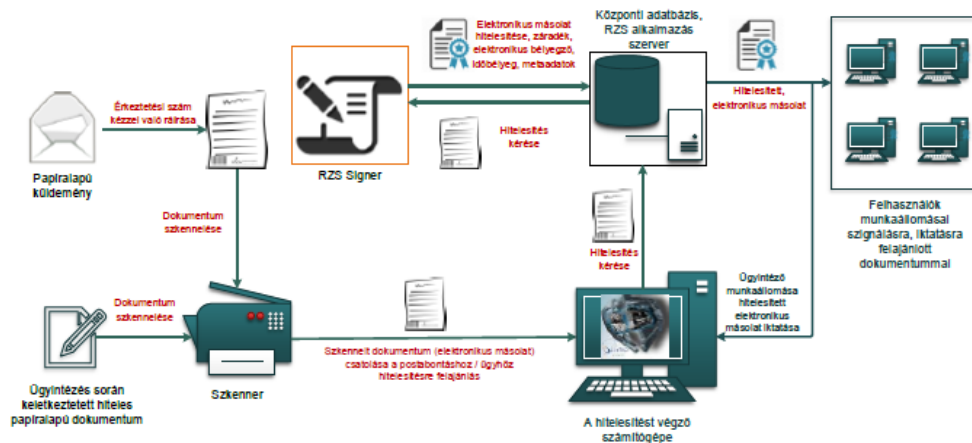 Elektronikus másolat
hitelesítése, záradék,
elektronikus bélyegző,
időbélyeg, metaadatok
Központi adatbázis,
RZS alkalmazás
szerver
Hitelesített,
elektronikus másolat
Érkeztetési szám
kézzel való ráírása
Papíralapú
küldemény
RZS Signer
Hitelesítés
kérése
Felhasználók
munkaállomásai
szignálásra, iktatásra
felajánlott
dokumentummal
Dokumentum
szkennelése
Hitelesítés
kérése
Ügyintéző
munkaállomása
hitelesített
elektronikus
másolat iktatása
Dokumentum
szkennelése
Szkennelt dokumentum (elektronikus másolat)
csatolása a postabontáshoz / ügyhöz
hitelesítésre felajánlás
Ügyintézés során
keletkeztetett hiteles
papíralapú dokumentum
Szkenner
A hitelesítést végző
számítógépe